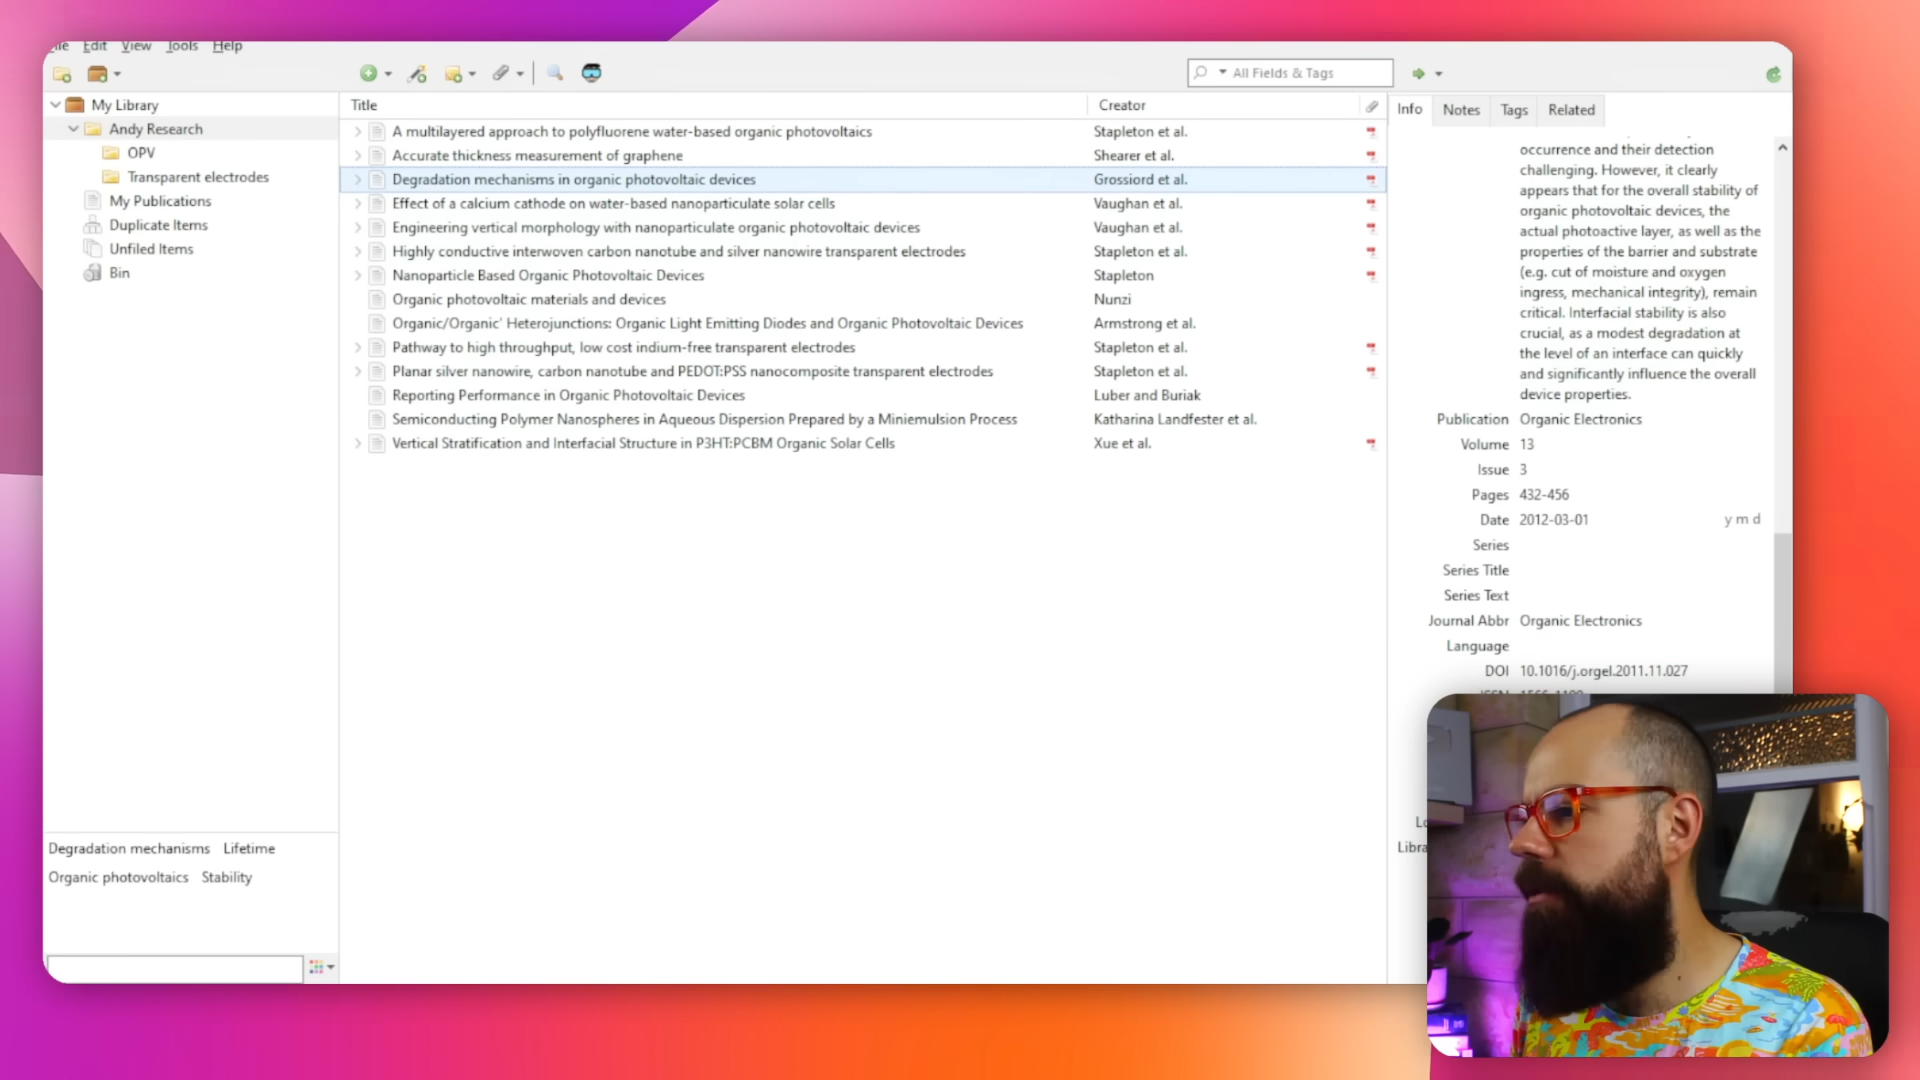 Edit View Tools Help
All Fields & Tags
My Library
Andy Research
OPV
Transparent electrodes
My Publications
Duplicate Items
Unfiled Items
Bin
Degradation mechanisms Lifetime
Organic photovoltaics Stability
Title Creator
A multilayered approach to polyfluorene water-based organic photovoltaics Stapleton et al.
Accurate thickness measurement of graphene Shearer et al.
Degradation mechanisms in organic photovoltaic devices Grossiord et al.
Effect of a calcium cathode on water-based nanoparticulate solar cells Vaughan et al.
Engineering vertical morphology with nanoparticulate organic photovoltaic devices Vaughan et al.
Highly conductive interwoven carbon nanotube and silver nanowire transparent electrodes Stapleton et al.
Nanoparticle Based Organic Photovoltaic Devices Stapleton
Organic photovoltaic materials and devices Nunzi
Organic/Organic' Heterojunctions: Organic Light Emitting Diodes and Organic Photovoltaic Devices Armstrong et al.
Pathway to high throughput, low cost indium-free transparent electrodes Stapleton et al.
Planar silver nanowire, carbon nanotube and PEDOT:PSS nanocomposite transparent electrodes Stapleton et al.
Reporting Performance in Organic Photovoltaic Devices Luber and Buriak
Semiconducting Polymer Nanospheres in Aqueous Dispersion Prepared by a Miniemulsion Process Katharina Landfester et al.
Vertical Stratification and Interfacial Structure in P3HT:PCBM Organic Solar Cells Xue et al.
Info Notes Tags Related
occurrence and their detection
challenging. However, it clearly
appears that for the overall stability of
organic photovoltaic devices, the
actual photoactive layer, as well as the
properties of the barrier and substrate
(e.g. cut of moisture and oxygen
ingress, mechanical integrity), remain
critical. Interfacial stability is also
crucial, as a modest degradation at
the level of an interface can quickly
and significantly influence the overall
device properties.
Publication Organic Electronics
Volume 13
Issue 3
Pages 432-456
Date 2012-03-01 y m d
Series
Series Title
Series Text
Journal Abbr Organic Electronics
Language
DOI 10.1016/j.orgel.2011.11.027